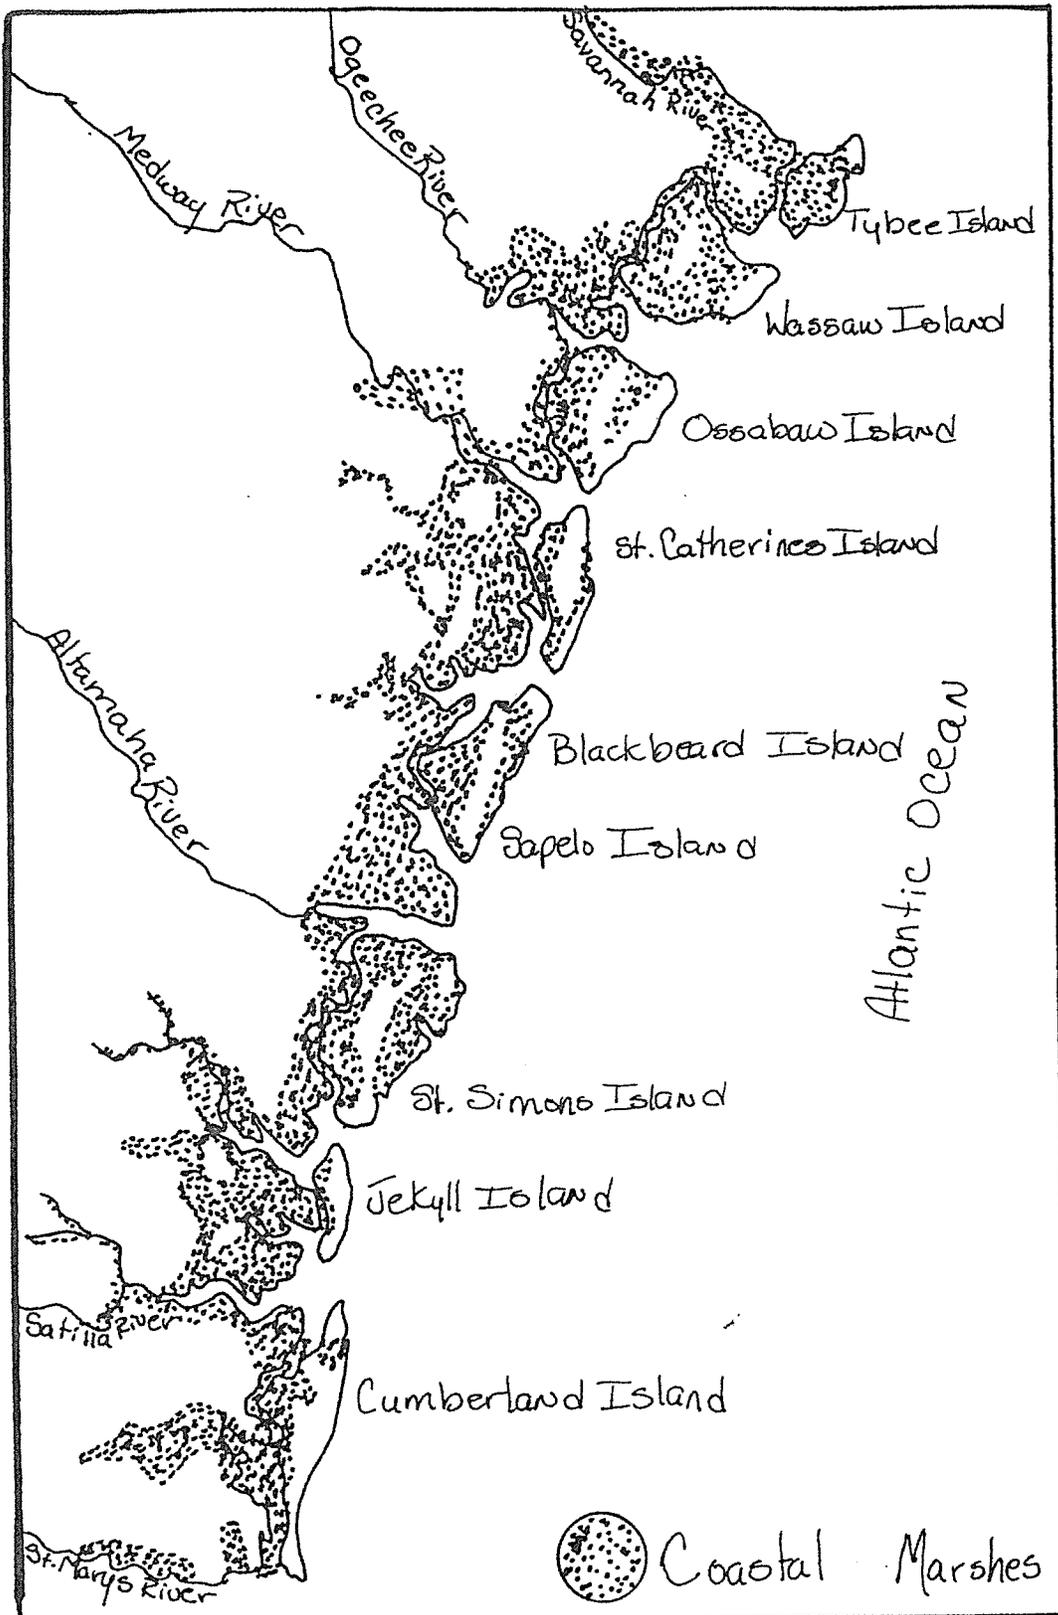 Savannah River
Ogeechee River
Medway River
Tybee Island
Wassaw Island
Ossabaw Island
St. Catherines Island
Altamaha River
Blackbeard Island
Sapelo Island
Atlantic Ocean
St. Simons Island
Jekyll Island
Satilla River
Cumberland Island
St. Marys River
Coastal Marshes